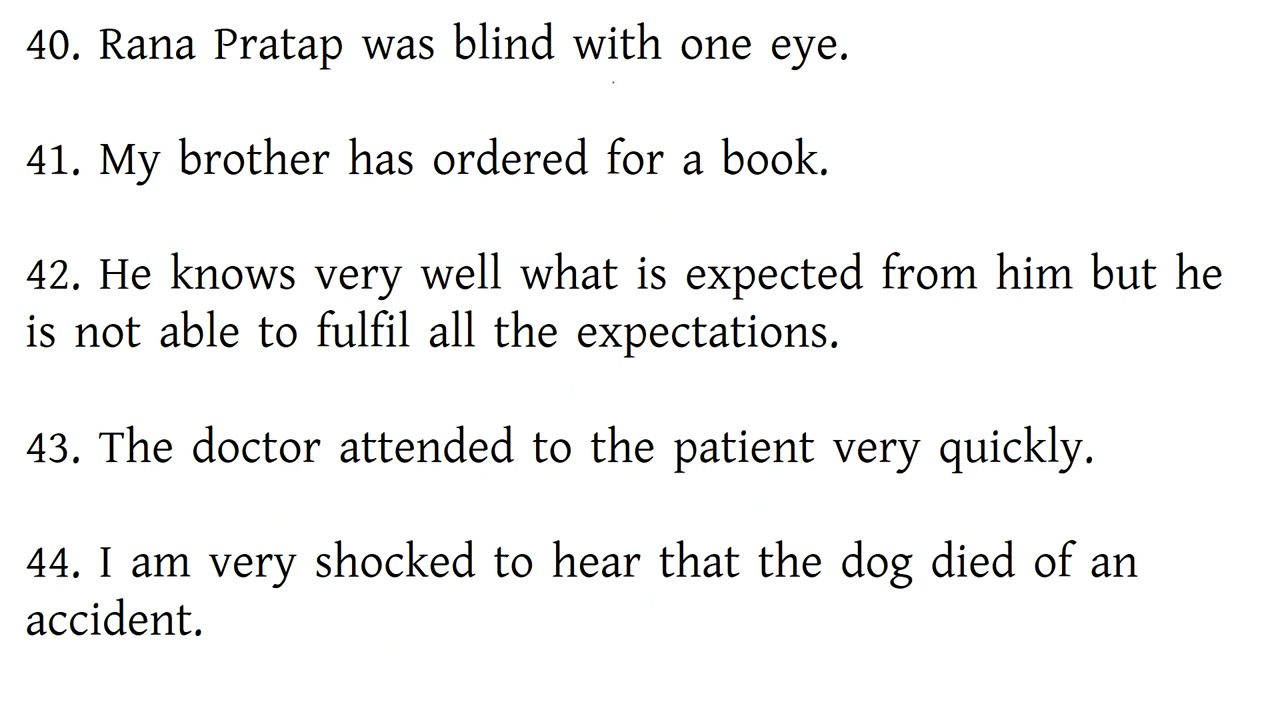 40. Rana Pratap was blind with one eye.
41. My brother has ordered for a book.
42. He knows very well what is expected from him but he
is not able to fulfil all the expectations.
43. The doctor attended to the patient very quickly.
44. I am very shocked to hear that the dog died of an
accident.